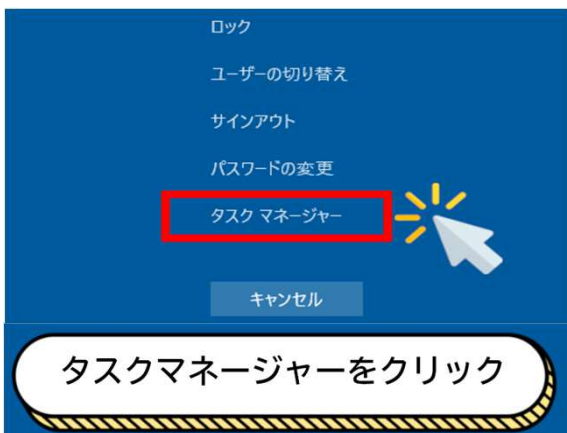 ロック
ユーザーの切り替え
サインアウト
パスワードの変更
タスク マネージャー
キャンセル
タスクマネージャーをクリック